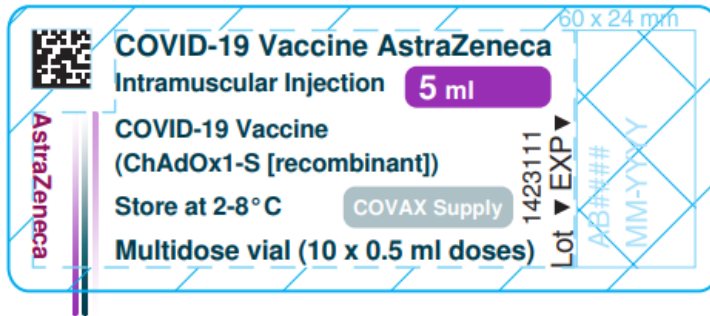 60 x 24 mm
COVID-19 Vaccine AstraZeneca
Intramuscular Injection 5 ml
COVID-19 Vaccine
(ChAdOx1-S [recombinant])
Store at 2-8°C COVAX Supply
Multidose vial (10 x 0.5 ml doses)
AstraZeneca
1423111
Lot ▼ EXP▼
AB####
MM-YYYY